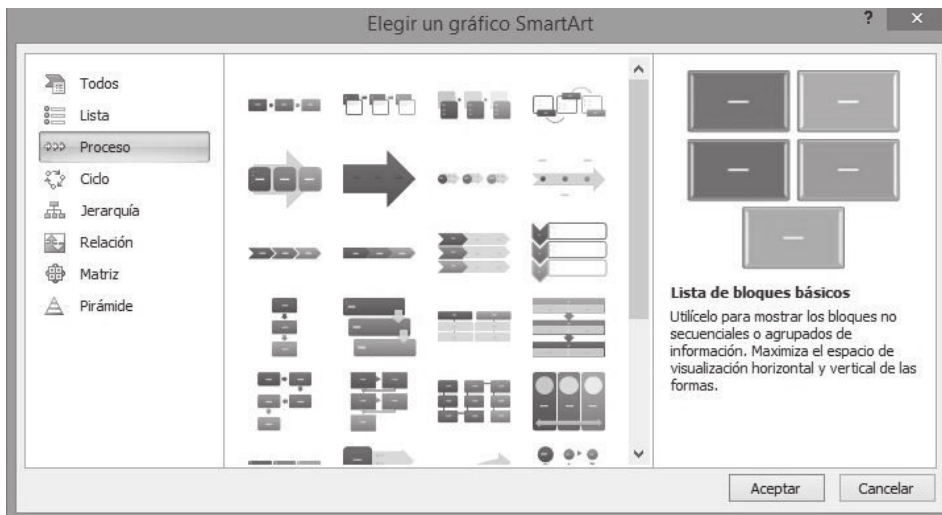 Elegir un gráfico SmartArt
?
×
Todos
Lista
Proceso
Ciclo
Jerarquía
Relación
Matriz
Pirámide
Lista de bloques básicos
Utilícelo para mostrar los bloques no
secuenciales o agrupados de
información. Maximiza el espacio de
visualización horizontal y vertical de las
formas.
Aceptar
Cancelar